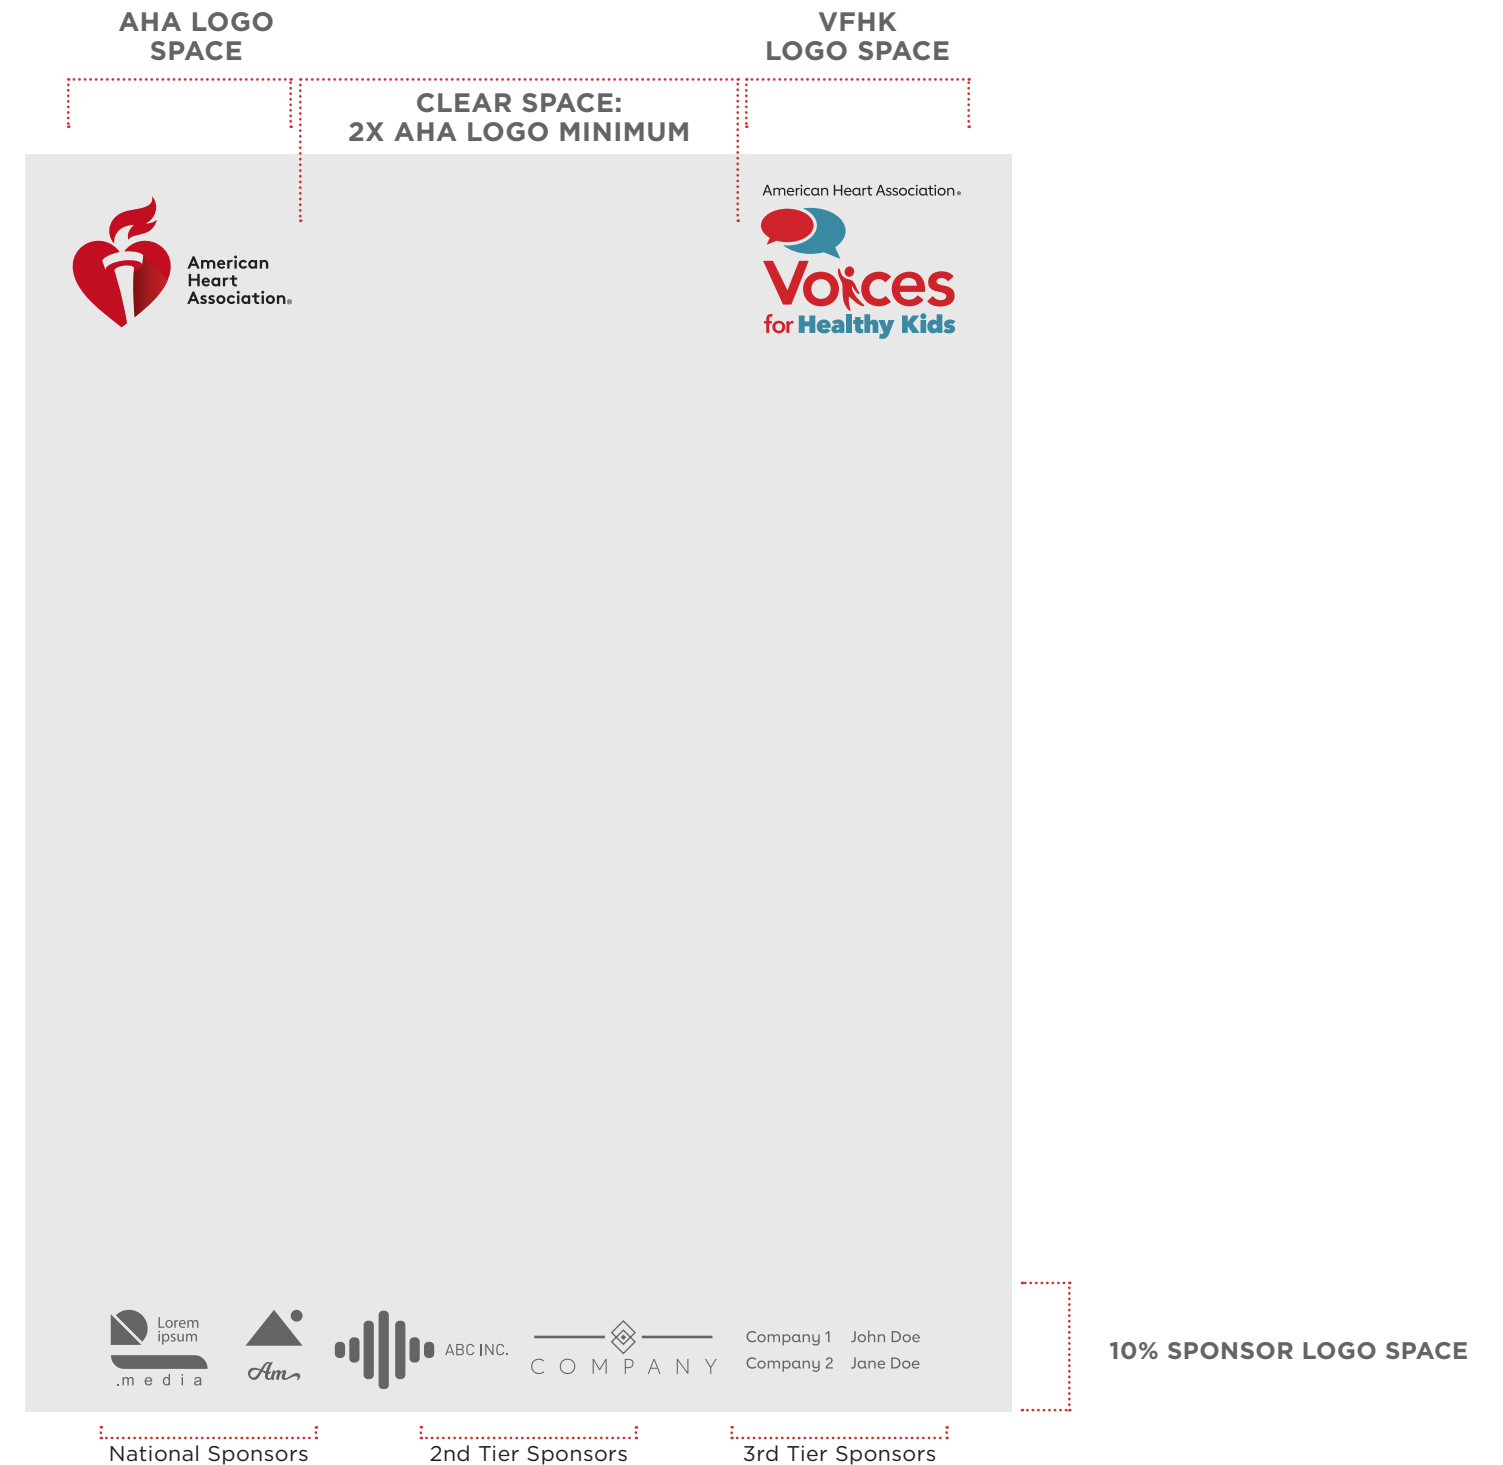 AHA LOGO
SPACE
VFHK
LOGO SPACE
CLEAR SPACE:
2X AHA LOGO MINIMUM
American
Heart
Association®
American Heart Association®
Voices
for Healthy Kids
Lorem
ipsum
.media
Am
ABC INC.
COMPANY
Company 1 John Doe
Company 2 Jane Doe
10% SPONSOR LOGO SPACE
National Sponsors
2nd Tier Sponsors
3rd Tier Sponsors